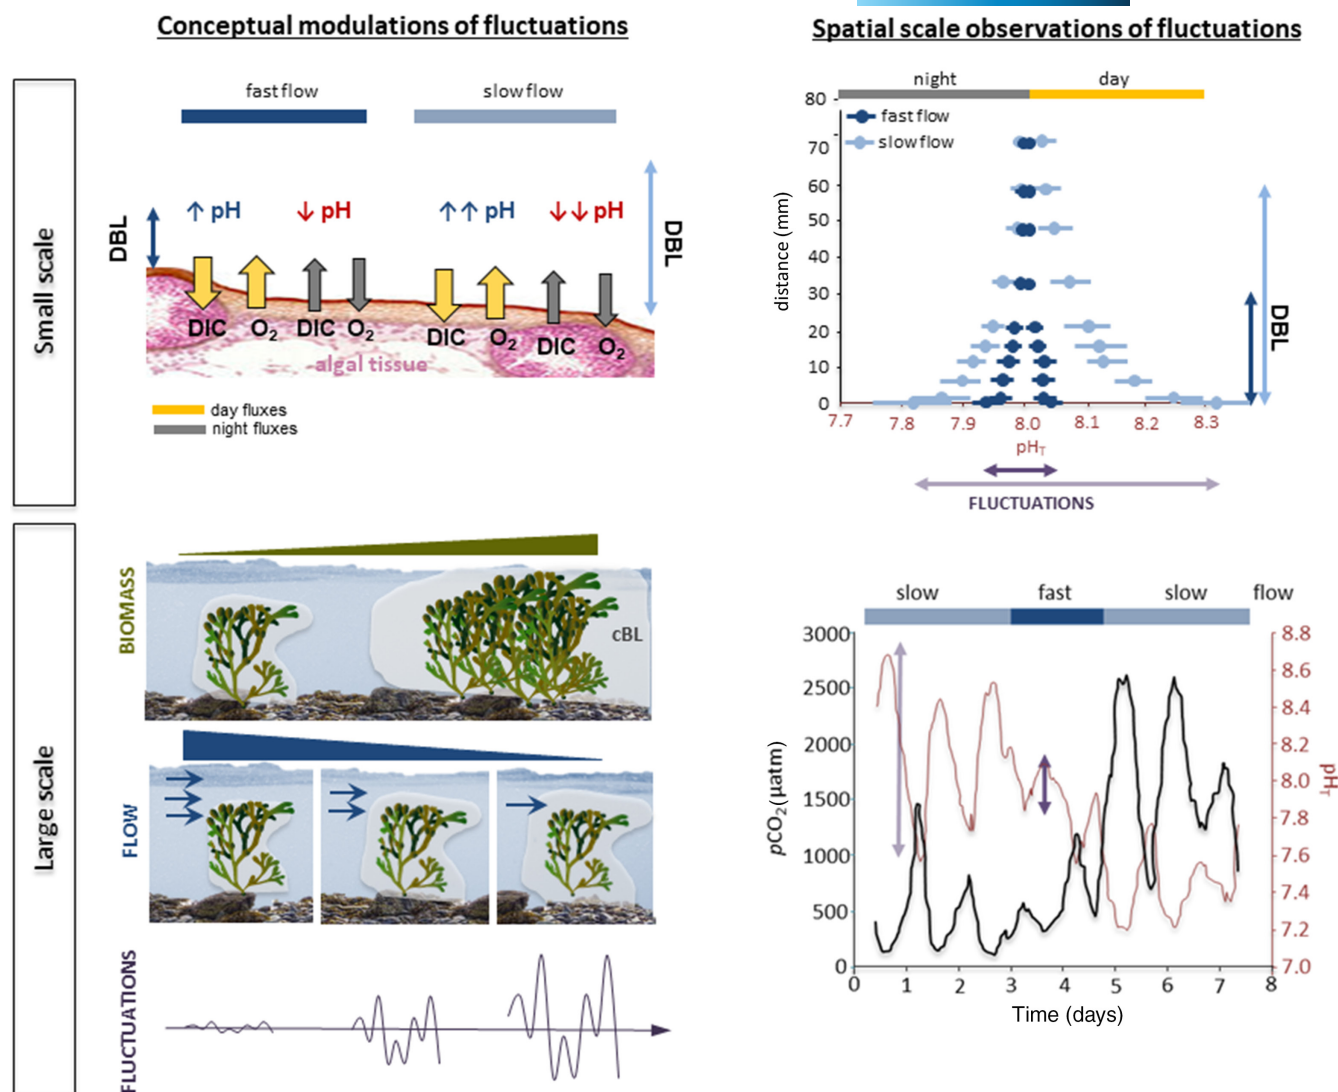 Conceptual modulations of fluctuations
Spatial scale observations of fluctuations
Small scale
fast flow
slow flow
DBL
↑ pH
↓ pH
↑↑ pH
↓↓ pH
DBL
DIC
O2
DIC
O2
DIC
O2
DIC
O2
algal tissue
day fluxes
night fluxes
night
day
fast flow
slow flow
distance (mm)
80
70
60
50
40
30
20
10
0
7.7
7.8
7.9
8.0
8.1
8.2
8.3
pHT
FLUCTUATIONS
DBL
Large scale
BIOMASS
cBL
FLOW
FLUCTUATIONS
slow
fast
slow
flow
pCO2 (µatm)
3000
2500
2000
1500
1000
500
0
8.8
8.6
8.4
8.2
8.0
7.8
7.6
7.4
7.2
7.0
pHT
0
1
2
3
4
5
6
7
8
Time (days)